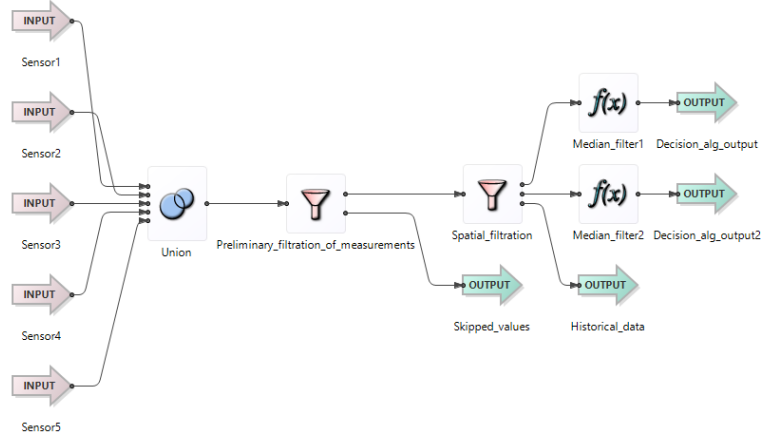 INPUT
Sensor1
INPUT
Sensor2
INPUT
Sensor3
INPUT
Sensor4
INPUT
Sensor5
Union
Preliminary_filtration_of_measurements
Spatial_filtration
f(x)
Median_filter1
OUTPUT
Decision_alg_output
f(x)
Median_filter2
OUTPUT
Decision_alg_output2
OUTPUT
Skipped_values
OUTPUT
Historical_data